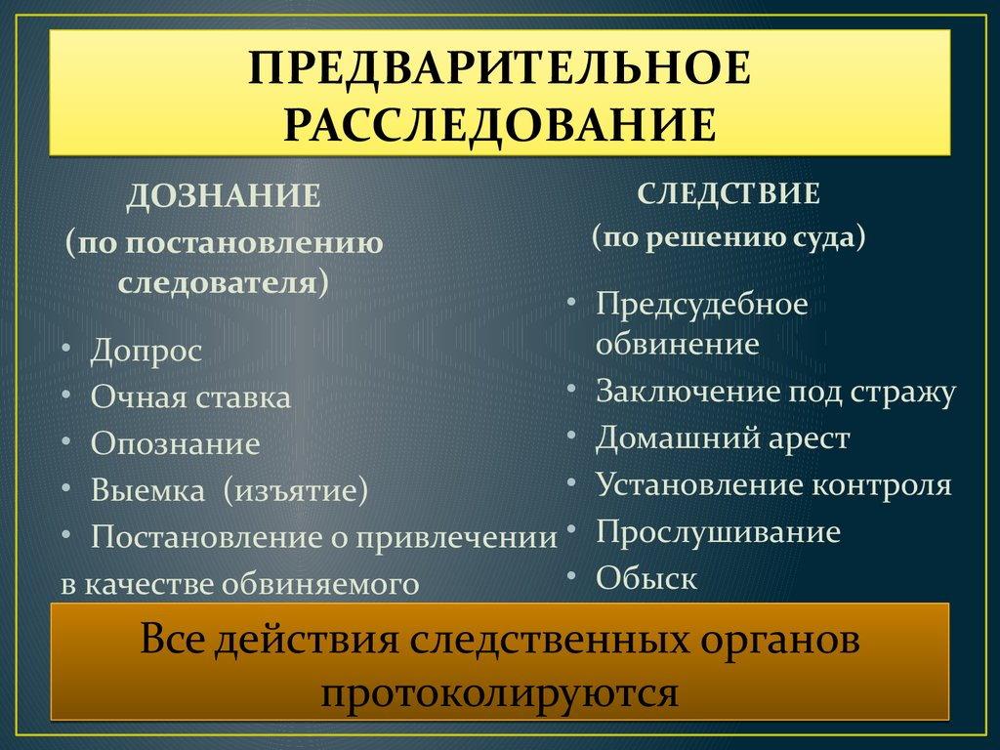 ПРЕДВАРИТЕЛЬНОЕ
РАССЛЕДОВАНИЕ
ДОЗНАНИЕ
(по постановлению
следователя)
• Допрос
• Очная ставка
• Опознание
• Выемка (изъятие)
• Постановление о привлечении
в качестве обвиняемого
СЛЕДСТВИЕ
(по решению суда)
• Предсудебное
обвинение
• Заключение под стражу
• Домашний арест
• Установление контроля
• Прослушивание
• Обыск
Все действия следственных органов
протоколируются